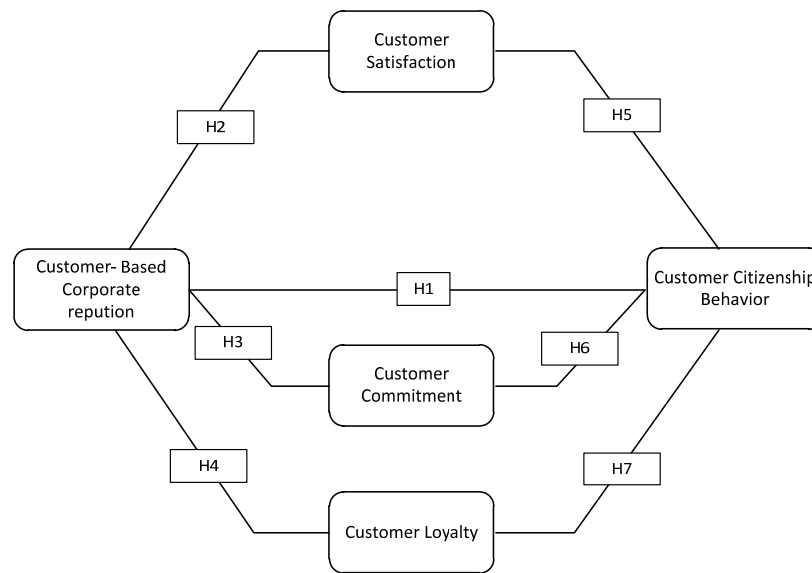 Customer
Satisfaction
H2
H5
Customer- Based
Corporate
repution
H1
Customer Citizenship
Behavior
H3
H6
Customer
Commitment
H4
H7
Customer Loyalty